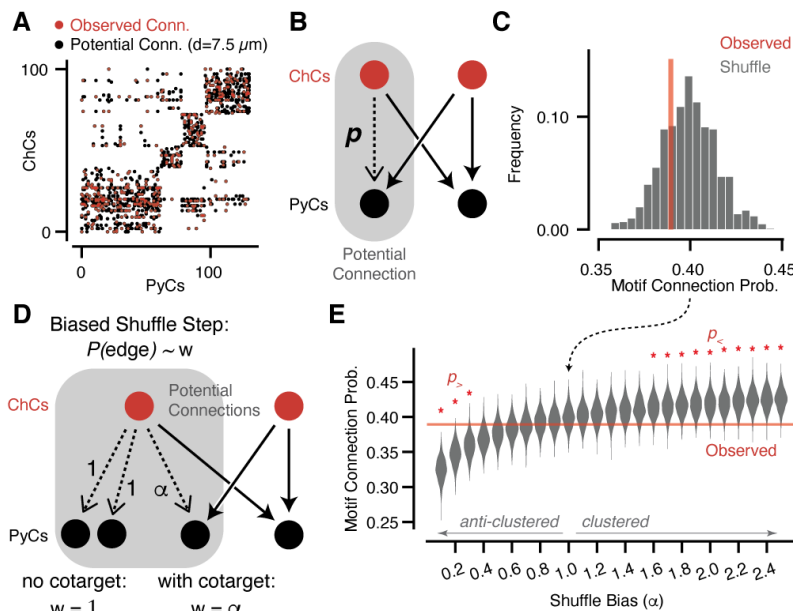 A
Observed Conn.
Potential Conn. (d=7.5 μm)
100
ChCs
0
0
100
PyCs
B
ChCs
p
PyCs
Potential
Connection
C
Observed
Shuffle
Frequency
0.10
0.00
0.35
0.40
0.45
Motif Connection Prob.
D
Biased Shuffle Step:
P(edge) ~ w
ChCs
Potential
Connections
1
1
α
PyCs
no cotarget:
w = 1
with cotarget:
w = α
E
Motif Connection Prob.
0.45
0.40
0.35
0.30
0.25
p>
* * *
p<
* * * * * * * * * *
Observed
anti-clustered
clustered
0.2 0.4 0.6 0.8 1.0 1.2 1.4 1.6 1.8 2.0 2.2 2.4
Shuffle Bias (α)